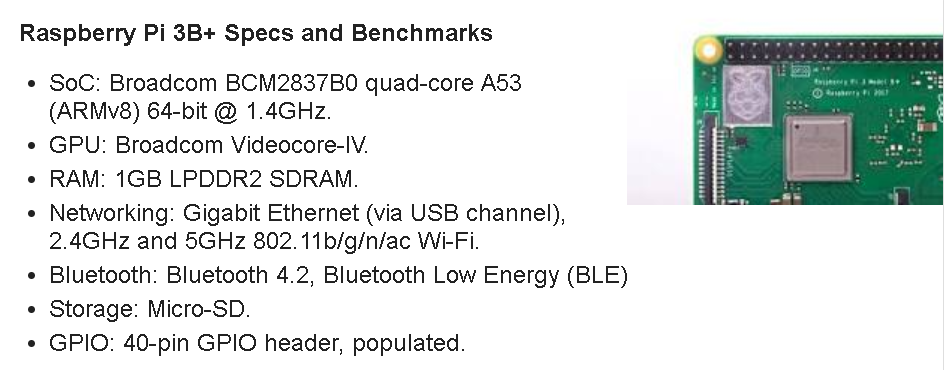 Raspberry Pi 3B+ Specs and Benchmarks
• SoC: Broadcom BCM2837B0 quad-core A53
(ARMv8) 64-bit @ 1.4GHz.
• GPU: Broadcom Videocore-IV.
• RAM: 1GB LPDDR2 SDRAM.
• Networking: Gigabit Ethernet (via USB channel),
2.4GHz and 5GHz 802.11b/g/n/ac Wi-Fi.
• Bluetooth: Bluetooth 4.2, Bluetooth Low Energy (BLE)
• Storage: Micro-SD.
• GPIO: 40-pin GPIO header, populated.
GPIO
Raspberry Pi 3 Model B+
© Raspberry Pi 2017